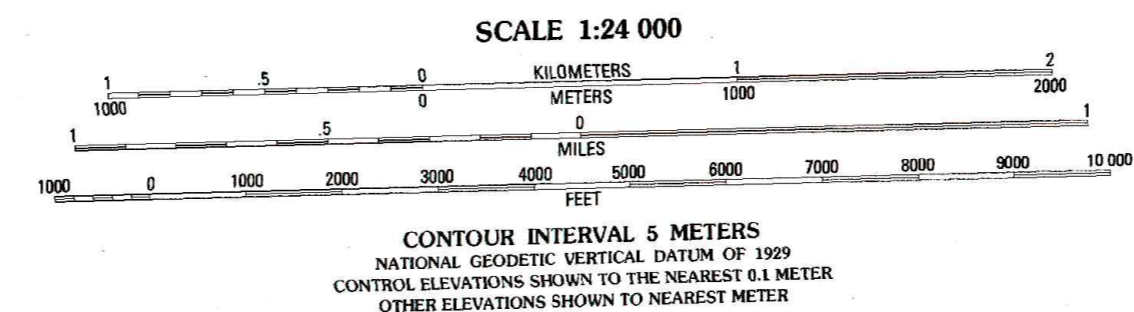 SCALE 1:24 000
1 .5 0 KILOMETERS 1 2
1000 0 METERS 1000 2000
1 .5 0 1
MILES
1000 0 1000 2000 3000 4000 5000 6000 7000 8000 9000 10 000
FEET
CONTOUR INTERVAL 5 METERS
NATIONAL GEODETIC VERTICAL DATUM OF 1929
CONTROL ELEVATIONS SHOWN TO THE NEAREST 0.1 METER
OTHER ELEVATIONS SHOWN TO NEAREST METER